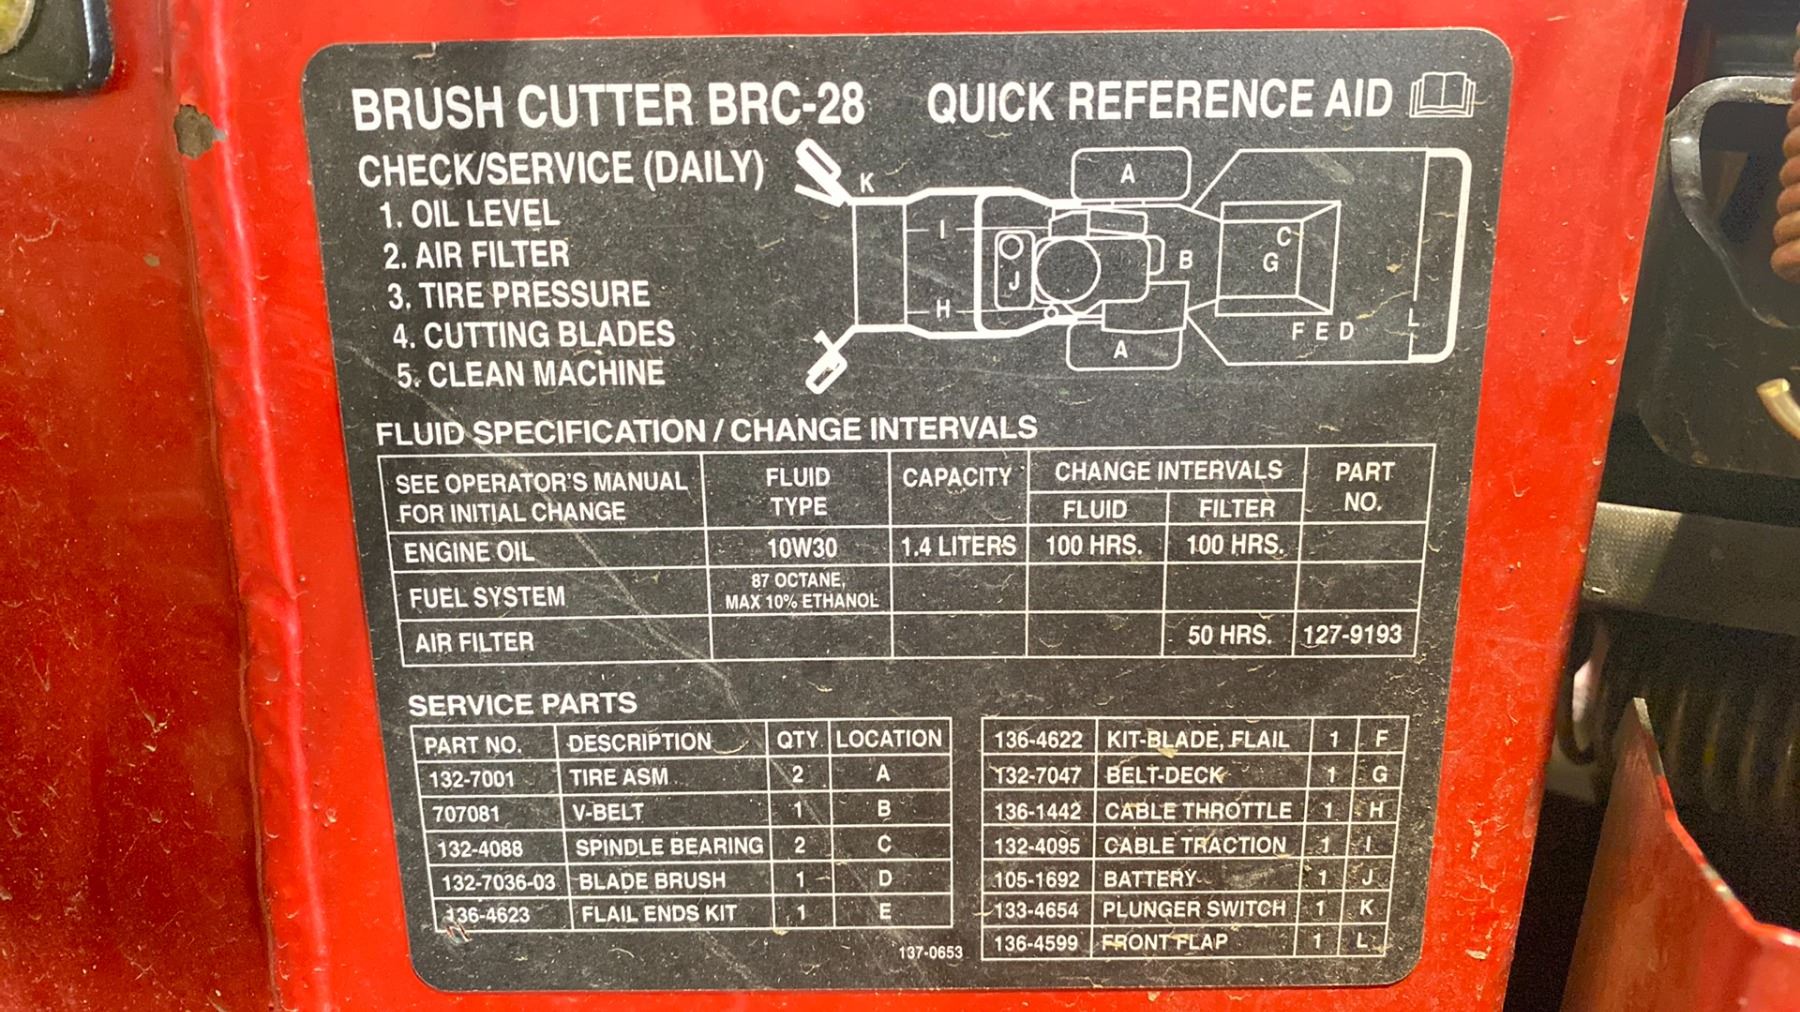 BRUSH CUTTER BRC-28 QUICK REFERENCE AID
CHECK/SERVICE (DAILY)
1. OIL LEVEL
2. AIR FILTER
3. TIRE PRESSURE
4. CUTTING BLADES
5. CLEAN MACHINE
K
A
I
C
J
B
G
H
F E D
L
A
FLUID SPECIFICATION / CHANGE INTERVALS
SEE OPERATOR'S MANUAL FOR INITIAL CHANGE FLUID TYPE CAPACITY CHANGE INTERVALS PART NO.
FLUID FILTER
ENGINE OIL 10W30 1.4 LITERS 100 HRS. 100 HRS.
FUEL SYSTEM 87 OCTANE, MAX 10% ETHANOL
AIR FILTER 50 HRS. 127-9193
SERVICE PARTS
PART NO. DESCRIPTION QTY LOCATION
132-7001 TIRE ASM 2 A
707081 V-BELT 1 B
132-4088 SPINDLE BEARING 2 C
132-7036-03 BLADE BRUSH 1 D
136-4623 FLAIL ENDS KIT 1 E
136-4622 KIT-BLADE, FLAIL 1 F
132-7047 BELT-DECK 1 G
136-1442 CABLE THROTTLE 1 H
132-4095 CABLE TRACTION 1 I
105-1692 BATTERY 1 J
133-4654 PLUNGER SWITCH 1 K
136-4599 FRONT FLAP 1 L
137-0653